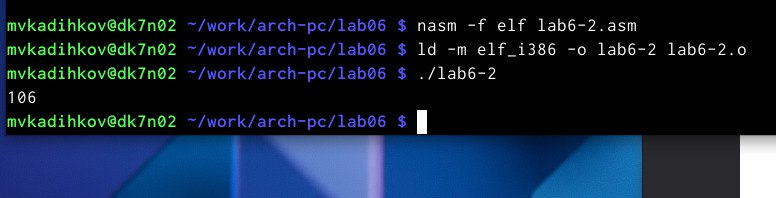 mvkadihkov@dk7n02 ~/work/arch-pc/lab06 $ nasm -f elf lab6-2.asm
mvkadihkov@dk7n02 ~/work/arch-pc/lab06 $ ld -m elf_i386 -o lab6-2 lab6-2.o
mvkadihkov@dk7n02 ~/work/arch-pc/lab06 $ ./lab6-2
106
mvkadihkov@dk7n02 ~/work/arch-pc/lab06 $